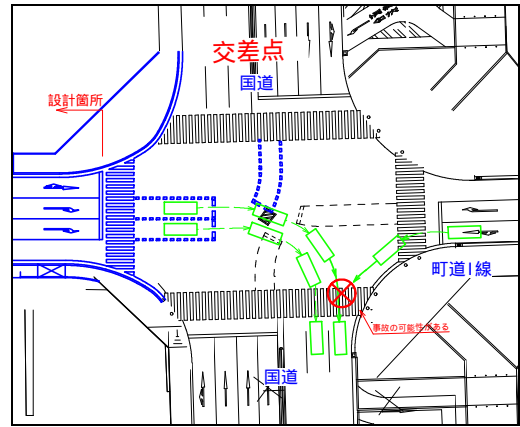 交差点
国道
設計箇所
町道1線
事故の可能性がある
国道